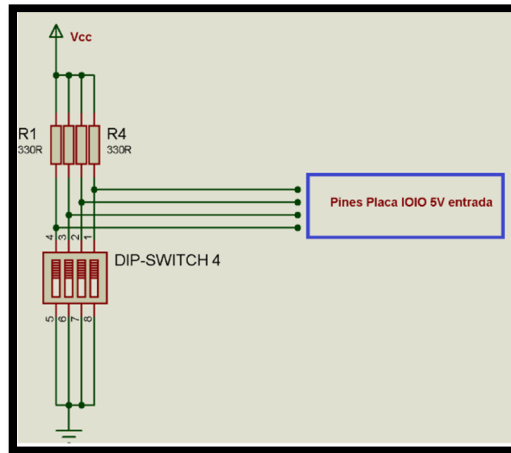 Vcc
R1
330R
R4
330R
Pines Placa IOIO 5V entrada
4 3 2 1
DIP-SWITCH 4
5 6 7 8